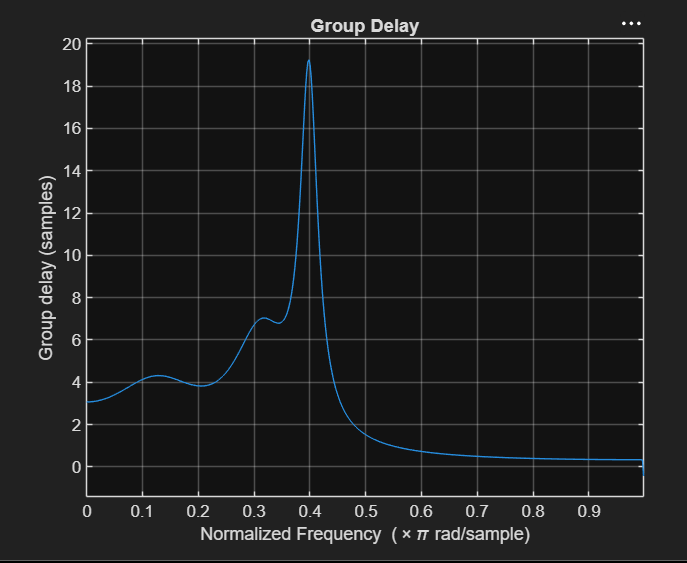 Group Delay
Group delay (samples)
20
18
16
14
12
10
8
6
4
2
0
0 0.1 0.2 0.3 0.4 0.5 0.6 0.7 0.8 0.9
Normalized Frequency ( × π rad/sample)